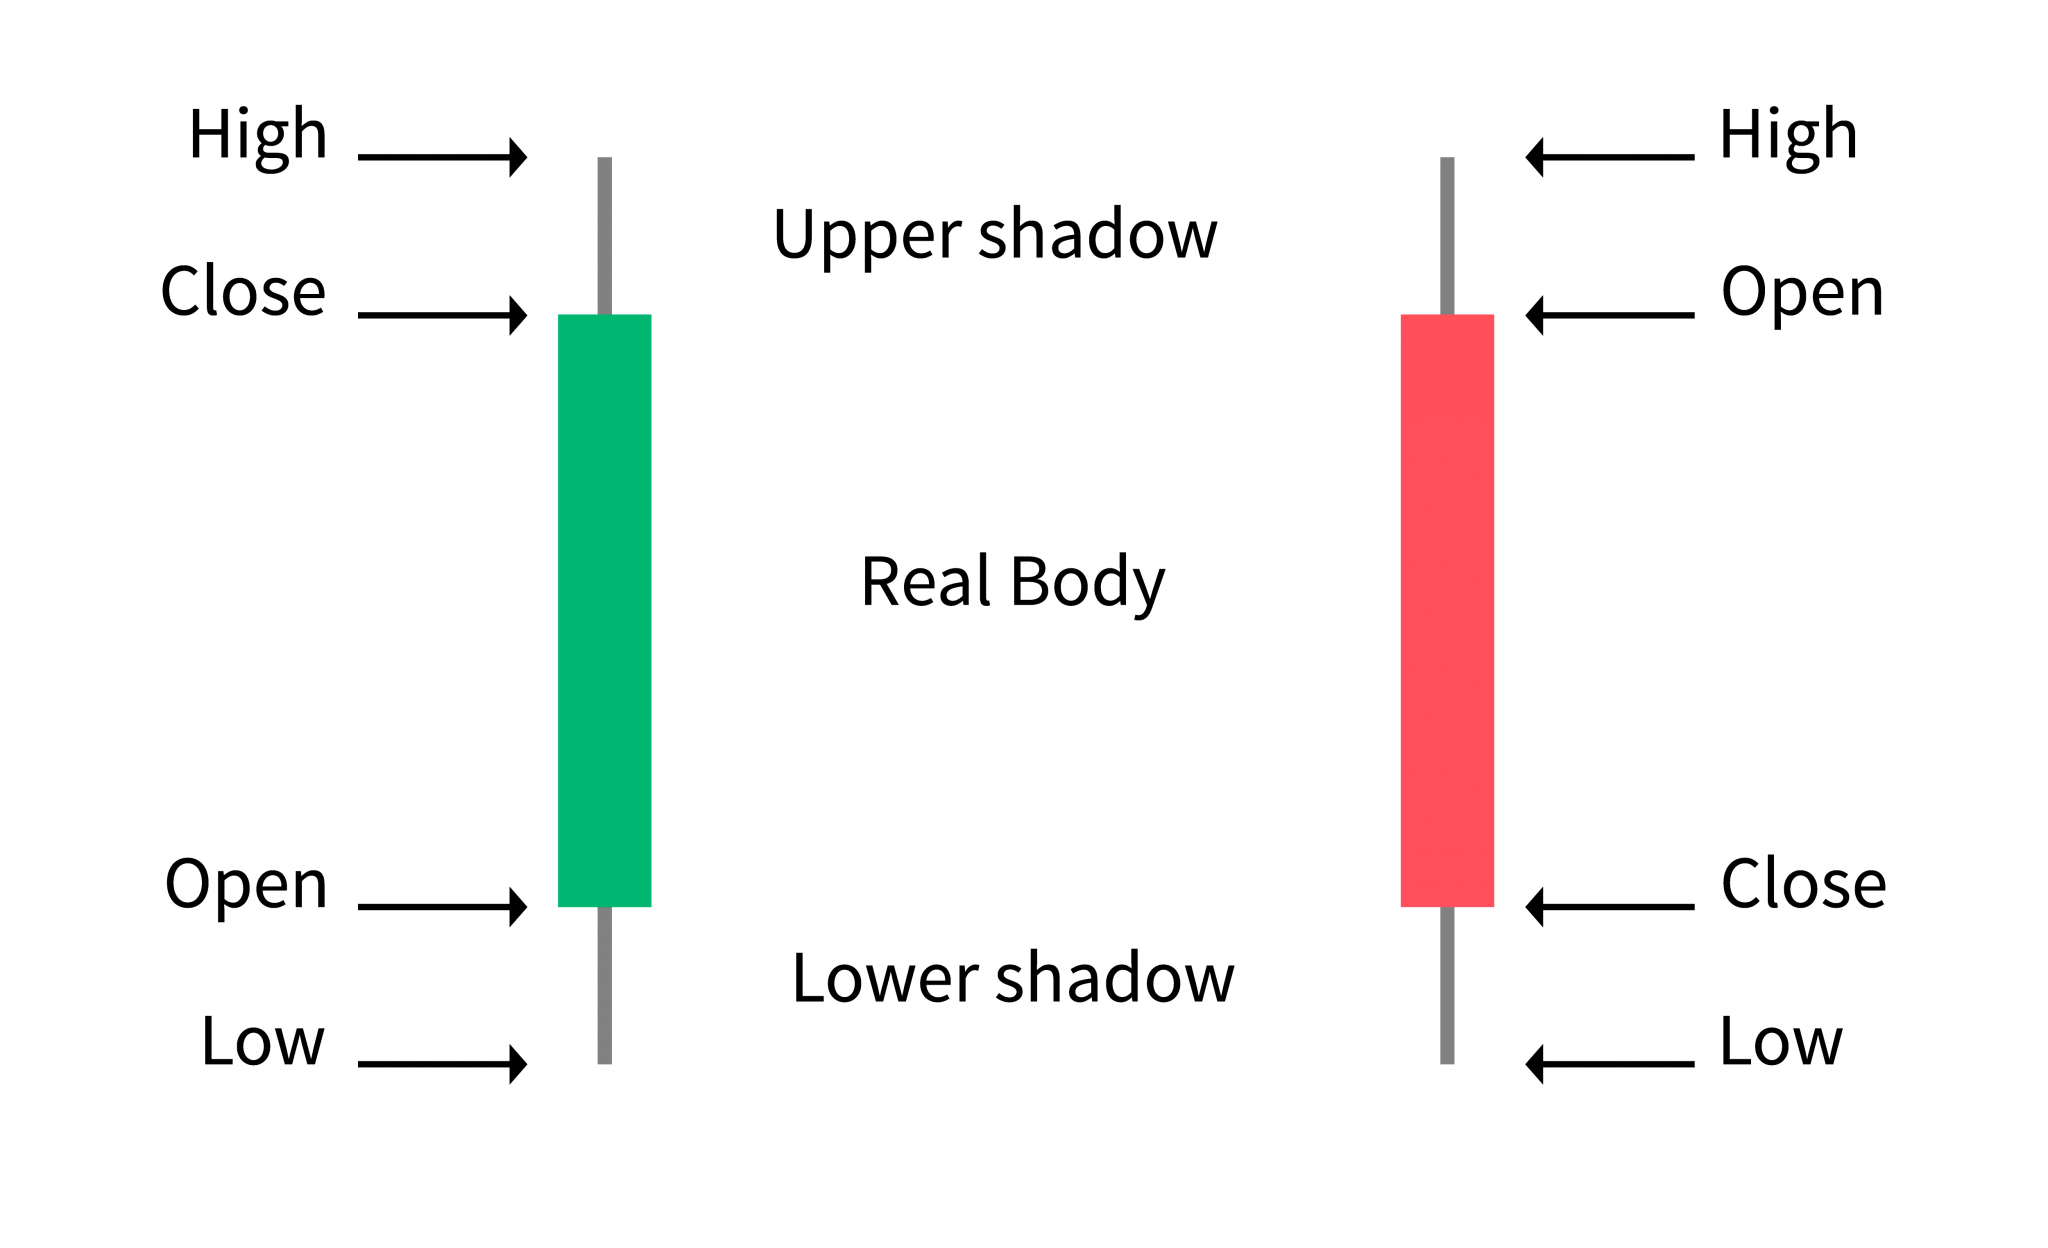 High
High
Upper shadow
Close
Open
Real Body
Open
Close
Lower shadow
Low
Low